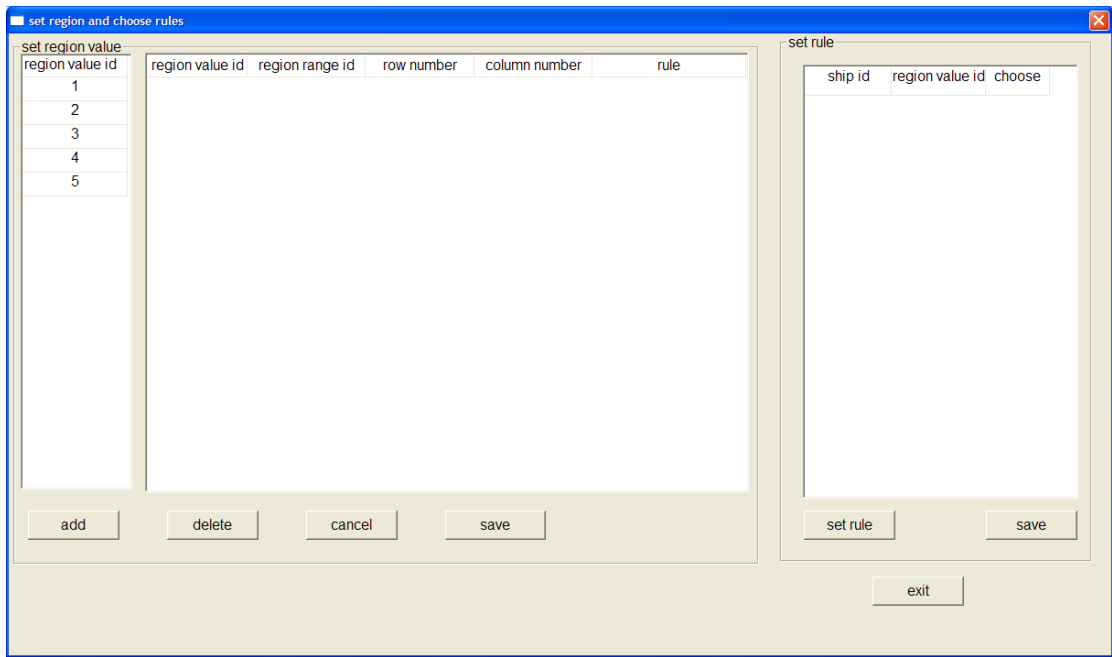 set region and choose rules
set region value
region value id
1
2
3
4
5
region value id region range id row number column number rule
add delete cancel save
set rule
ship id region value id choose
set rule save
exit